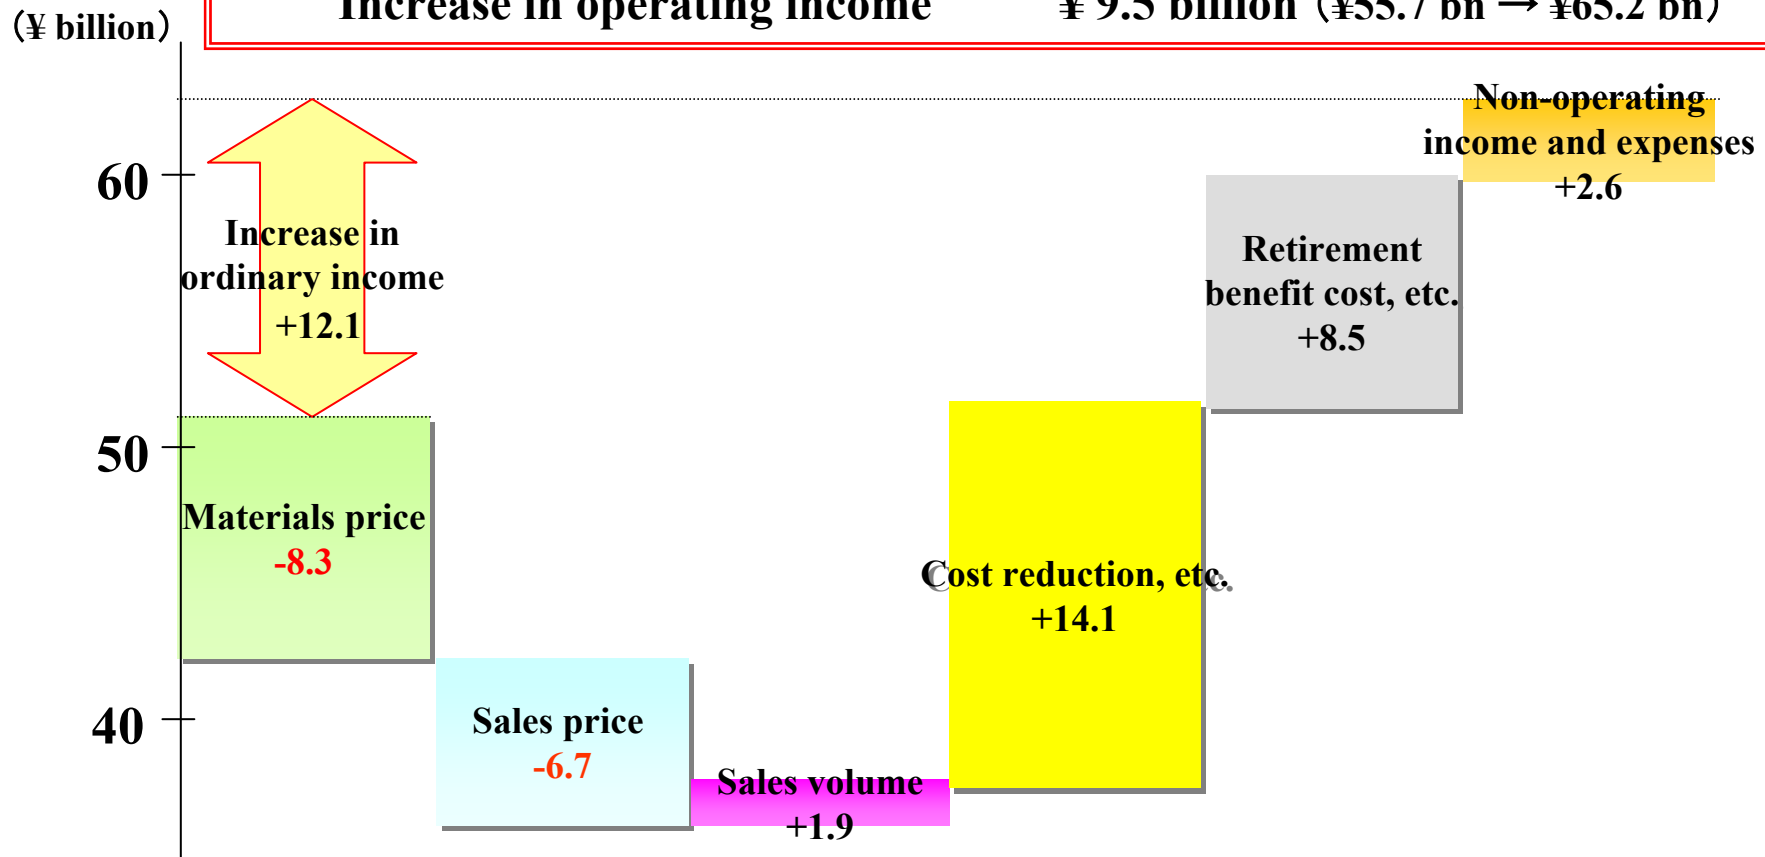 Increase in operating income ¥ 9.5 billion (¥55.7 bn → ¥65.2 bn)
(¥ billion)
Non-operating
income and expenses
+2.6
60
Increase in
ordinary income
+12.1
Retirement
benefit cost, etc.
+8.5
50
Materials price
-8.3
Cost reduction, etc.
+14.1
40
Sales price
-6.7
Sales volume
+1.9